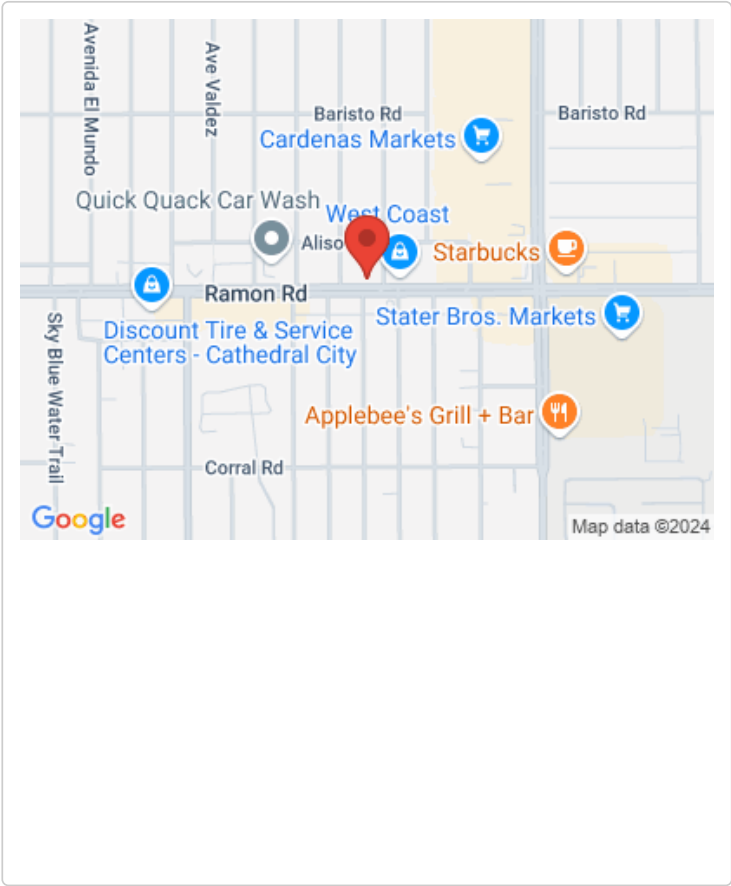 Avenida El Mundo
Ave Valdez
Baristo Rd
Baristo Rd
Cardenas Markets
Quick Quack Car Wash
West Coast
Aliso
Starbucks
Ramon Rd
Stater Bros. Markets
Discount Tire & Service
Centers - Cathedral City
Sky Blue Water Trail
Applebee's Grill + Bar
Corral Rd
Google
Map data ©2024